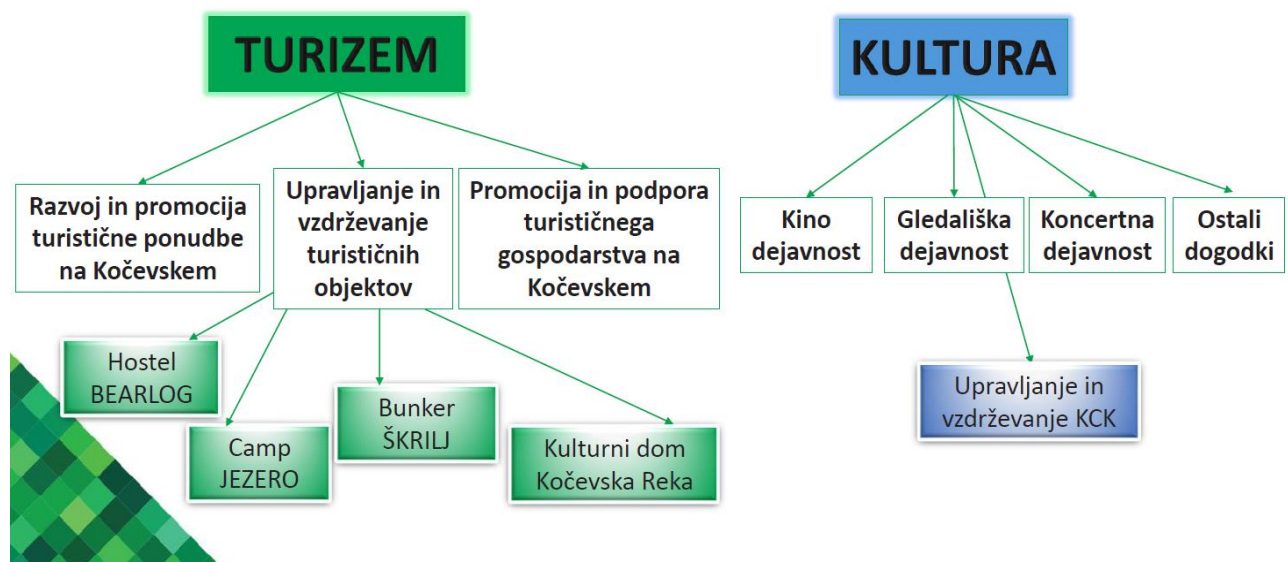 TURIZEM
Razvoj in promocija
turistične ponudbe
na Kočevskem
Upravljanje in
vzdrževanje
turističnih
objektov
Promocija in podpora
turističnega
gospodarstva na
Kočevskem
Hostel
BEARLOG
Camp
JEZERO
Bunker
ŠKRILJ
Kulturni dom
Kočevska Reka
KULTURA
Kino
dejavnost
Gledališka
dejavnost
Koncertna
dejavnost
Ostali
dogodki
Upravljanje in
vzdrževanje KCK